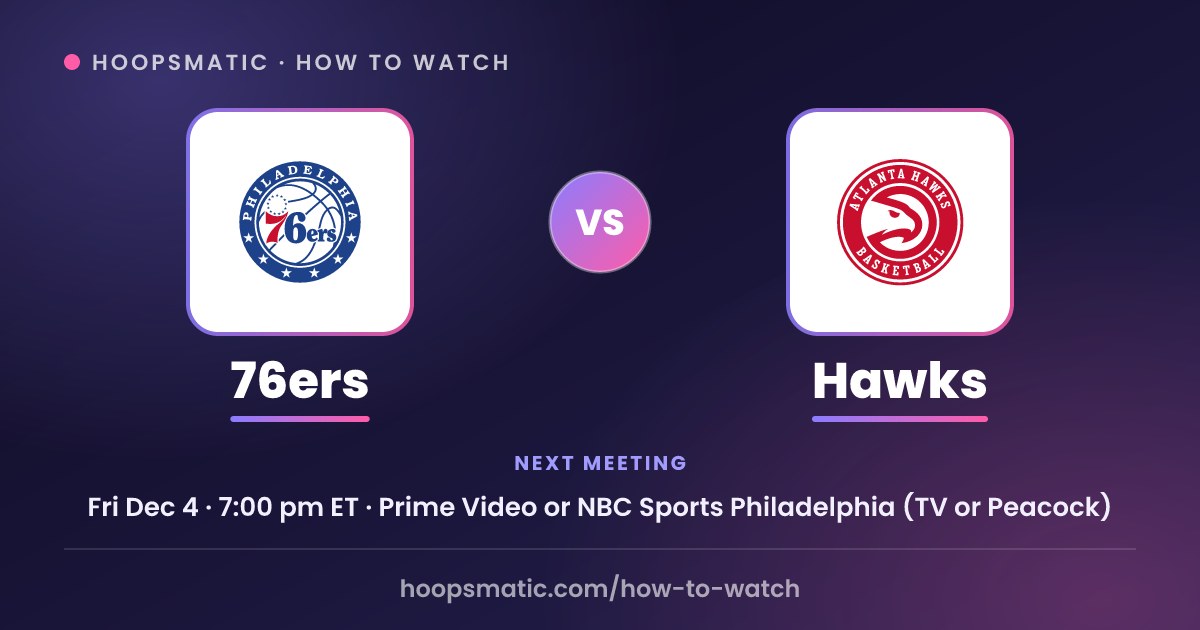 HOOPSMATIC · HOW TO WATCH
PHILADELPHIA
76ers
VS
ATLANTA HAWKS
BASKETBALL
76ers
Hawks
NEXT MEETING
Fri Dec 4 · 7:00 pm ET · Prime Video or NBC Sports Philadelphia (TV or Peacock)
hoopsmatic.com/how-to-watch